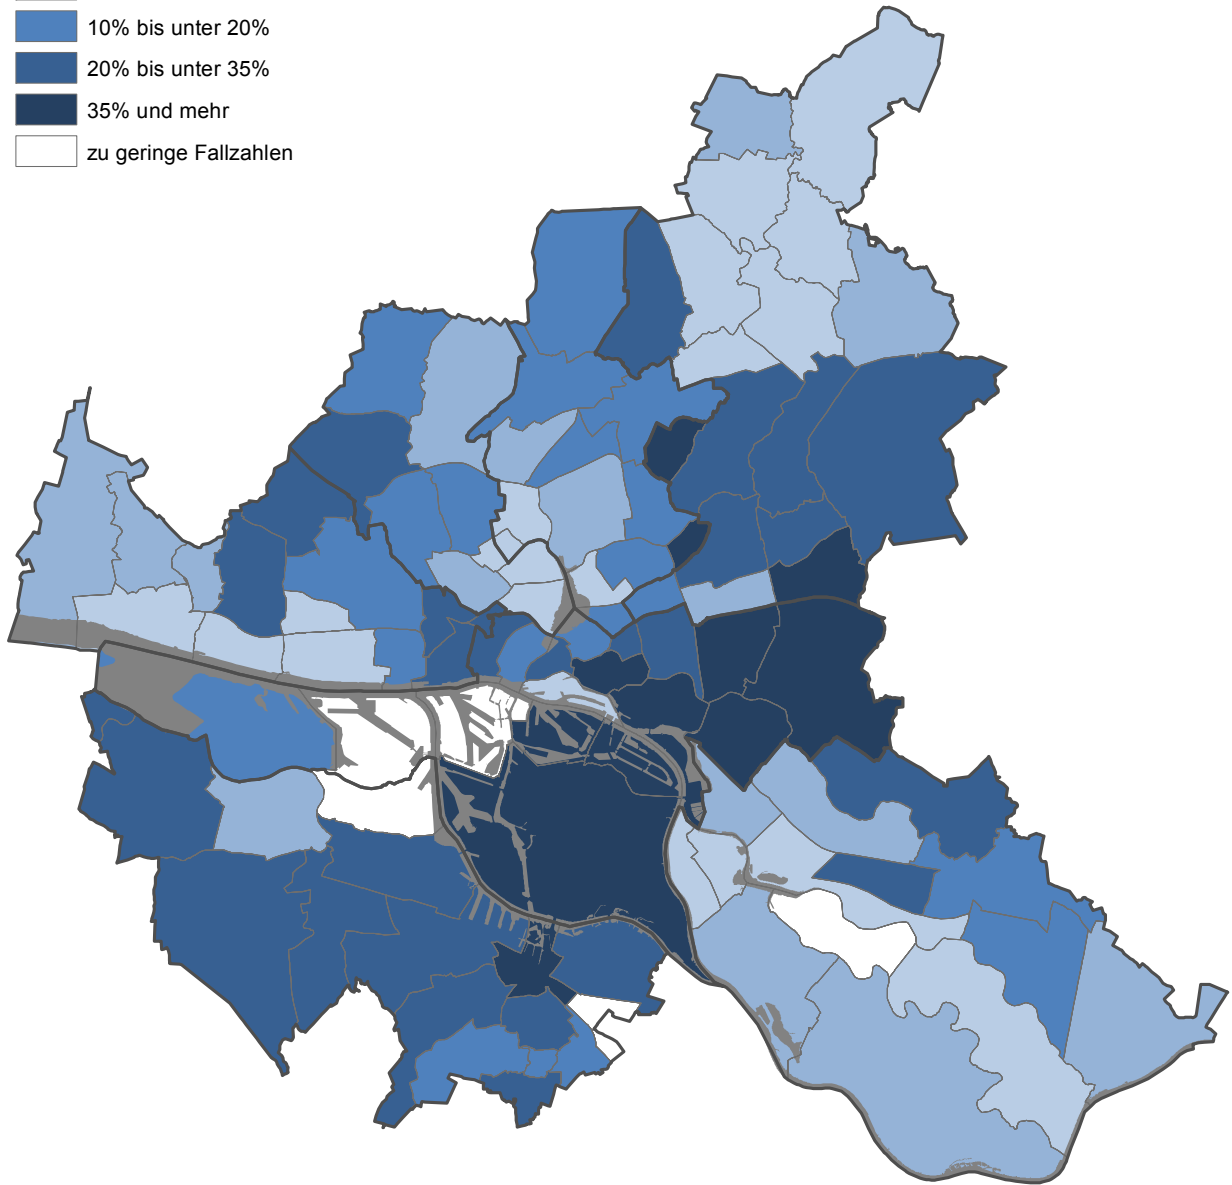 10% bis unter 20%
20% bis unter 35%
35% und mehr
zu geringe Fallzahlen